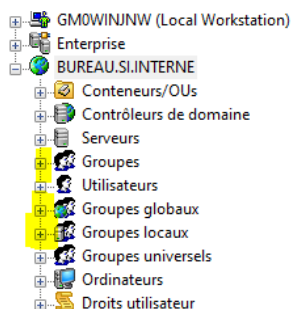 GM0WINJNW (Local Workstation)
Enterprise
BUREAU.SI.INTERNE
Conteneurs/OUs
Contrôleurs de domaine
Serveurs
Groupes
Utilisateurs
Groupes globaux
Groupes locaux
Groupes universels
Ordinateurs
Droits utilisateur